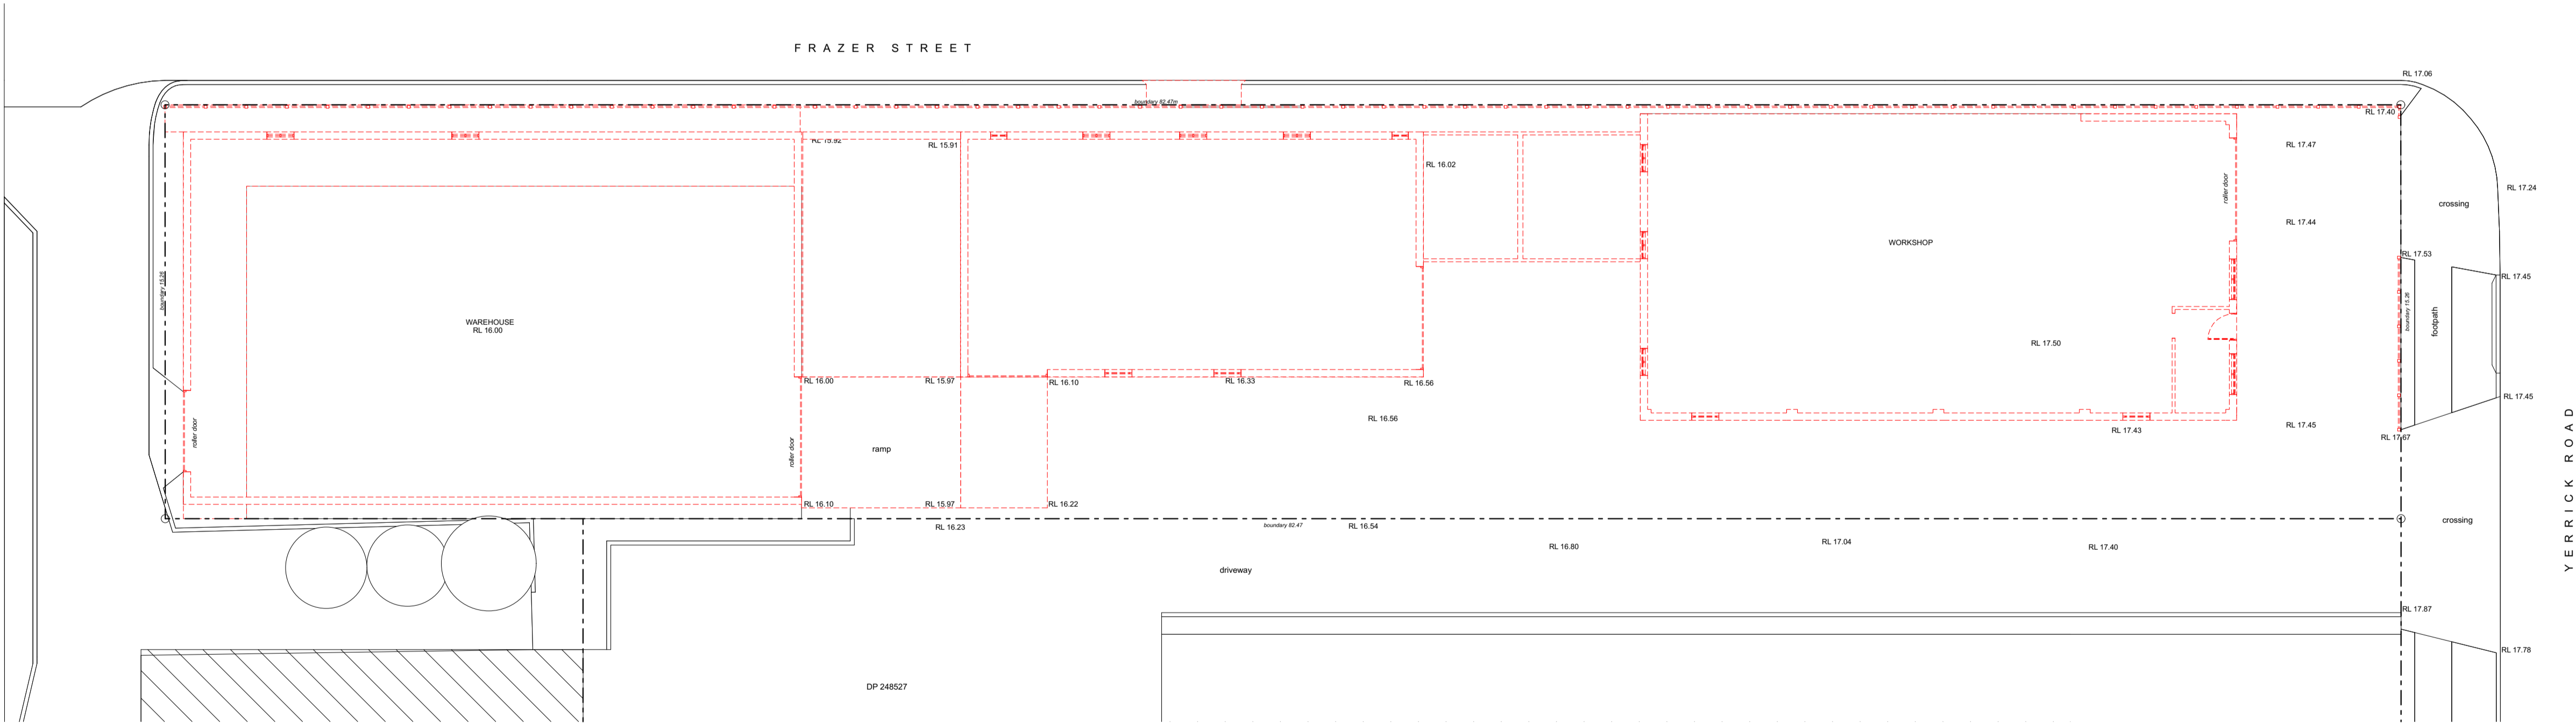 FRAZER STREET
RL 17.06
boundary 82.47m
RL 17.40
RL 15.92
RL 15.91
RL 17.47
RL 16.02
RL 17.24
roller door
crossing
RL 17.44
WORKSHOP
RL 17.53
RL 17.45
boundary 15.26
boundary 15.26
footpath
WAREHOUSE
RL 16.00
RL 17.50
RL 16.00
RL 15.97
RL 16.10
RL 16.33
RL 16.56
RL 17.45
RL 16.56
roller door
RL 17.45
RL 17.43
RL 17.67
roller door
ramp
YERRICK ROAD
RL 16.10
RL 15.97
RL 16.22
RL 16.23
boundary 82.47
RL 16.54
crossing
RL 16.80
RL 17.04
RL 17.40
driveway
RL 17.87
RL 17.78
DP 248527